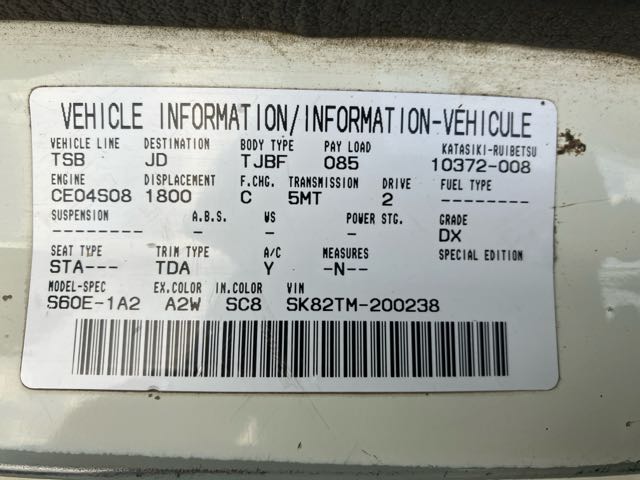 VEHICLE INFORMATION/INFORMATION-VÉHICULE
VEHICLE LINE DESTINATION BODY TYPE PAY LOAD KATASIKI-RUIBETSU
TSB JD TJBF 085 10372-008
ENGINE DISPLACEMENT F.CHG. TRANSMISSION DRIVE FUEL TYPE
CE04S08 1800 C 5MT 2 --------
SUSPENSION A.B.S. WS POWER STG. GRADE
-------- - -- - DX
SEAT TYPE TRIM TYPE A/C MEASURES SPECIAL EDITION
STA--- TDA Y -N--
MODEL-SPEC EX.COLOR IN.COLOR VIN
S60E-1A2 A2W SC8 SK82TM-200238